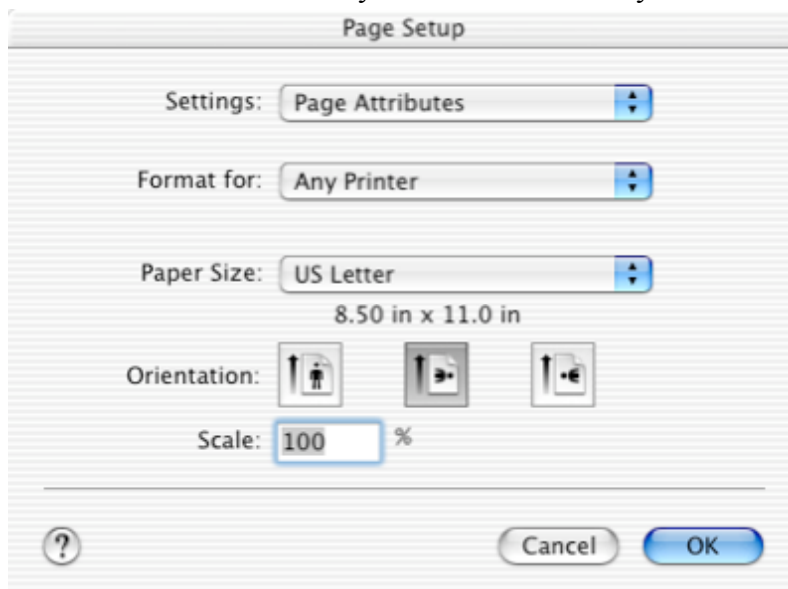 Page Setup
Settings: Page Attributes
Format for: Any Printer
Paper Size: US Letter
8.50 in x 11.0 in
Orientation:
Scale: 100 %
? Cancel OK